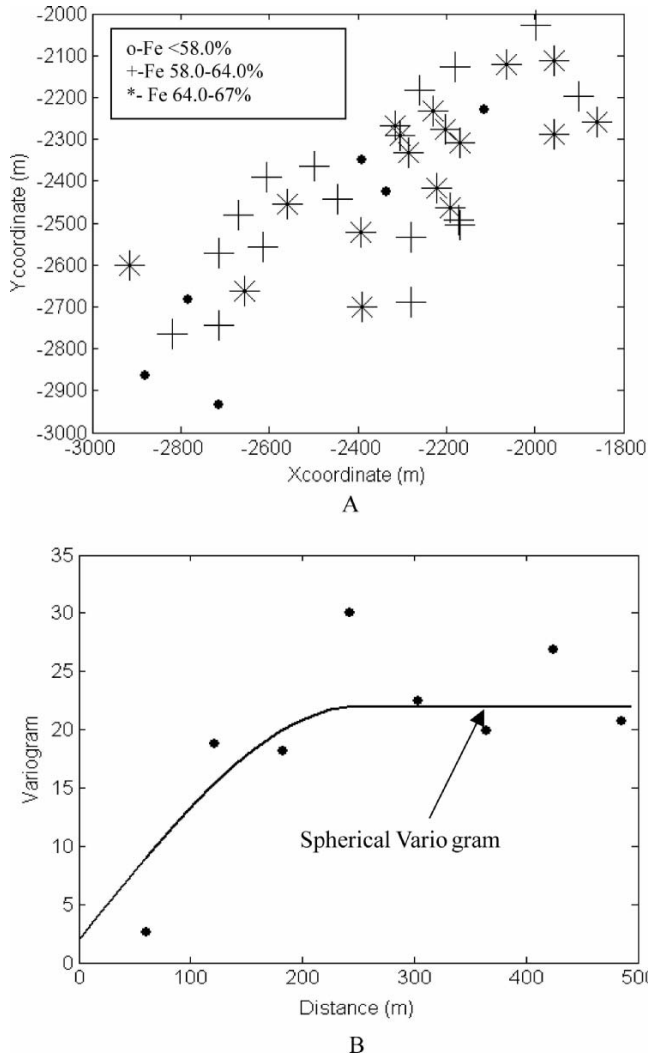 o-Fe <58.0%
+-Fe 58.0-64.0%
*- Fe 64.0-67%
-2000
-2100
-2200
-2300
-2400
-2500
-2600
-2700
-2800
-2900
-3000
Ycoordinate (m)
-3000 -2800 -2600 -2400 -2200 -2000 -1800
Xcoordinate (m)
A
35
30
25
20
15
10
5
0
Variogram
Spherical Vario gram
0 100 200 300 400 500
Distance (m)
B